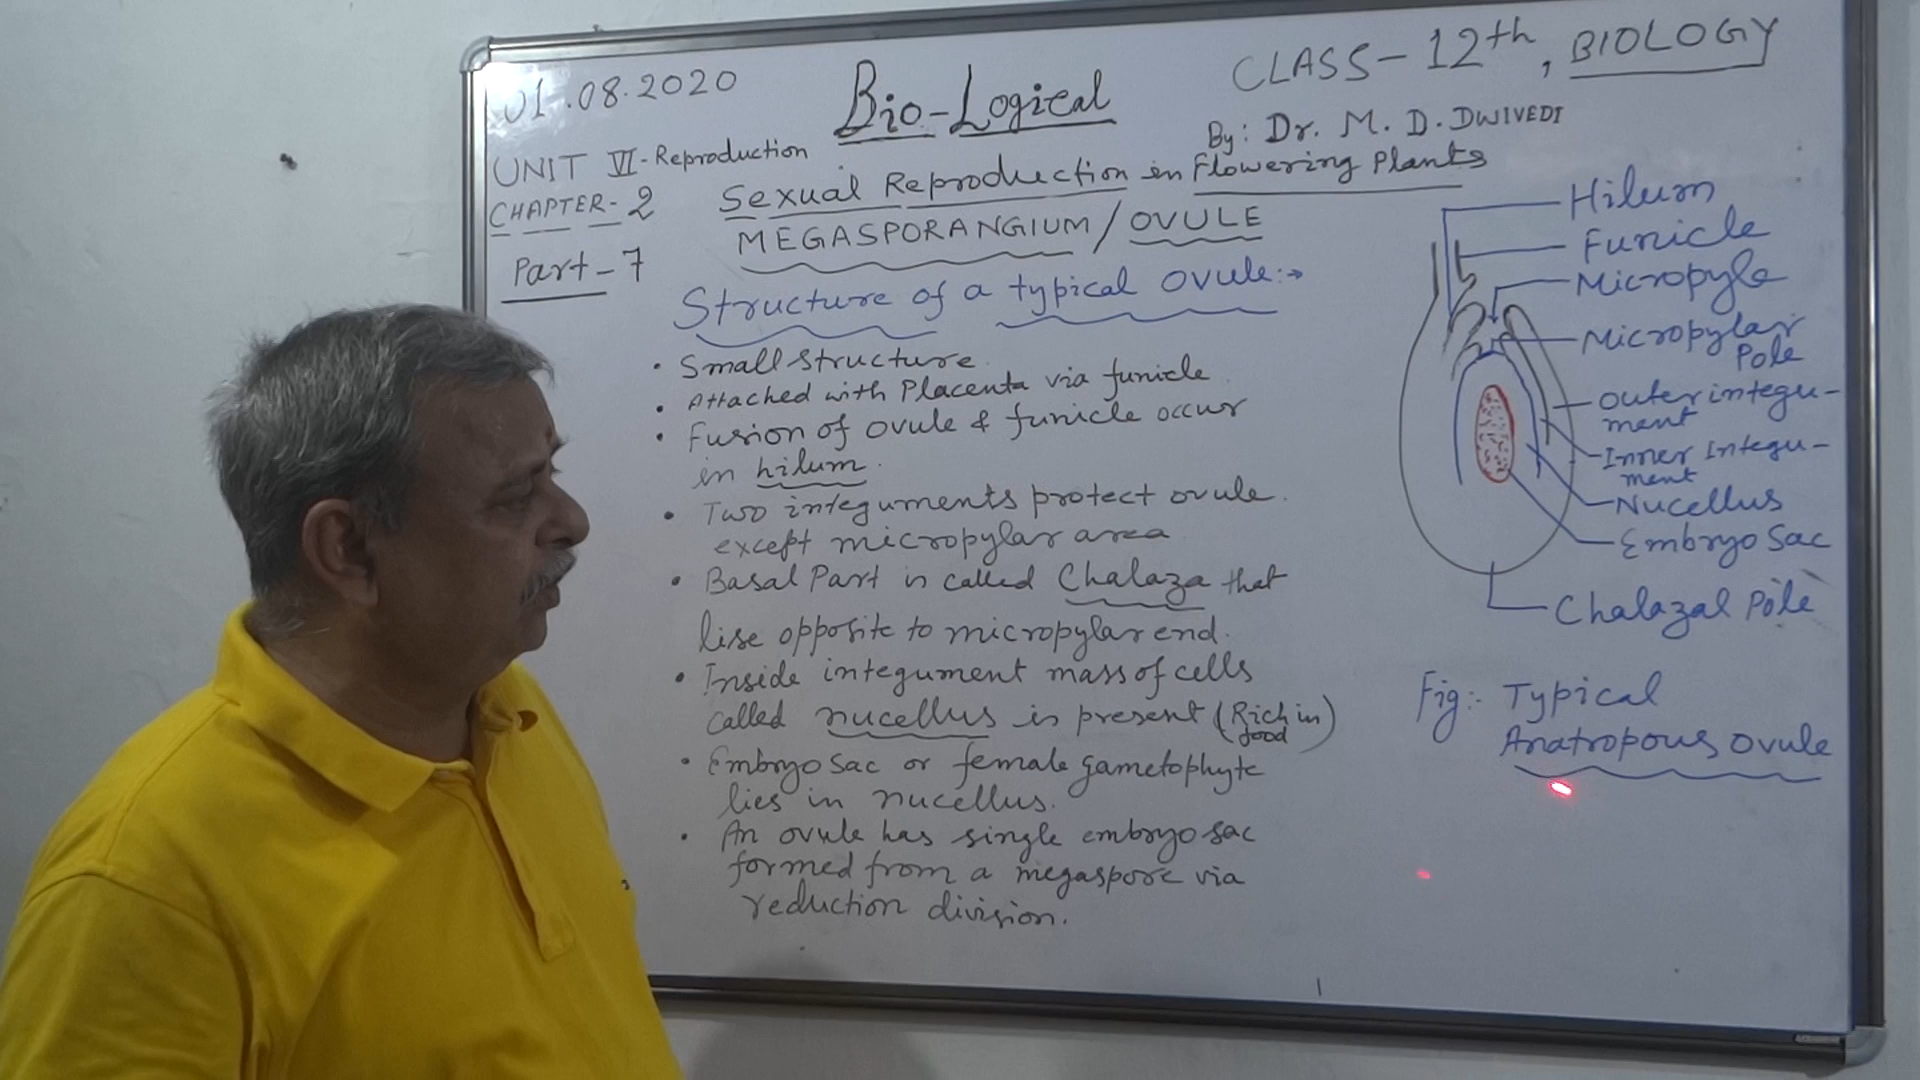 01.08.2020
Bio-Logical
CLASS-12th, BIOLOGY
By: Dr. M. D. DWIVEDI
UNIT VI-Reproduction
CHAPTER-2
Part-7
Sexual Reproduction in Flowering Plants
MEGASPORANGIUM/OVULE
Structure of a typical ovule:→
• Small structure
• Attached with Placenta via funicle
• Fusion of ovule & funicle occur
in hilum.
• Two integuments protect ovule.
except micropylar area
• Basal Part is called Chalaza that
lise opposite to micropylar end.
• Inside integument mass of cells
called nucellus is present (Rich in
food)
• Embryo Sac or female gametophyte
lies in nucellus.
• An ovule has single embryo sac
formed from a megaspore via
reduction division.
Hilum
Funicle
Micropyle
Micropylar
Pole
Outer integu-
ment
Inner Integu-
ment
Nucellus
Embryo Sac
Chalazal Pole
Fig:- Typical
Anatropous ovule